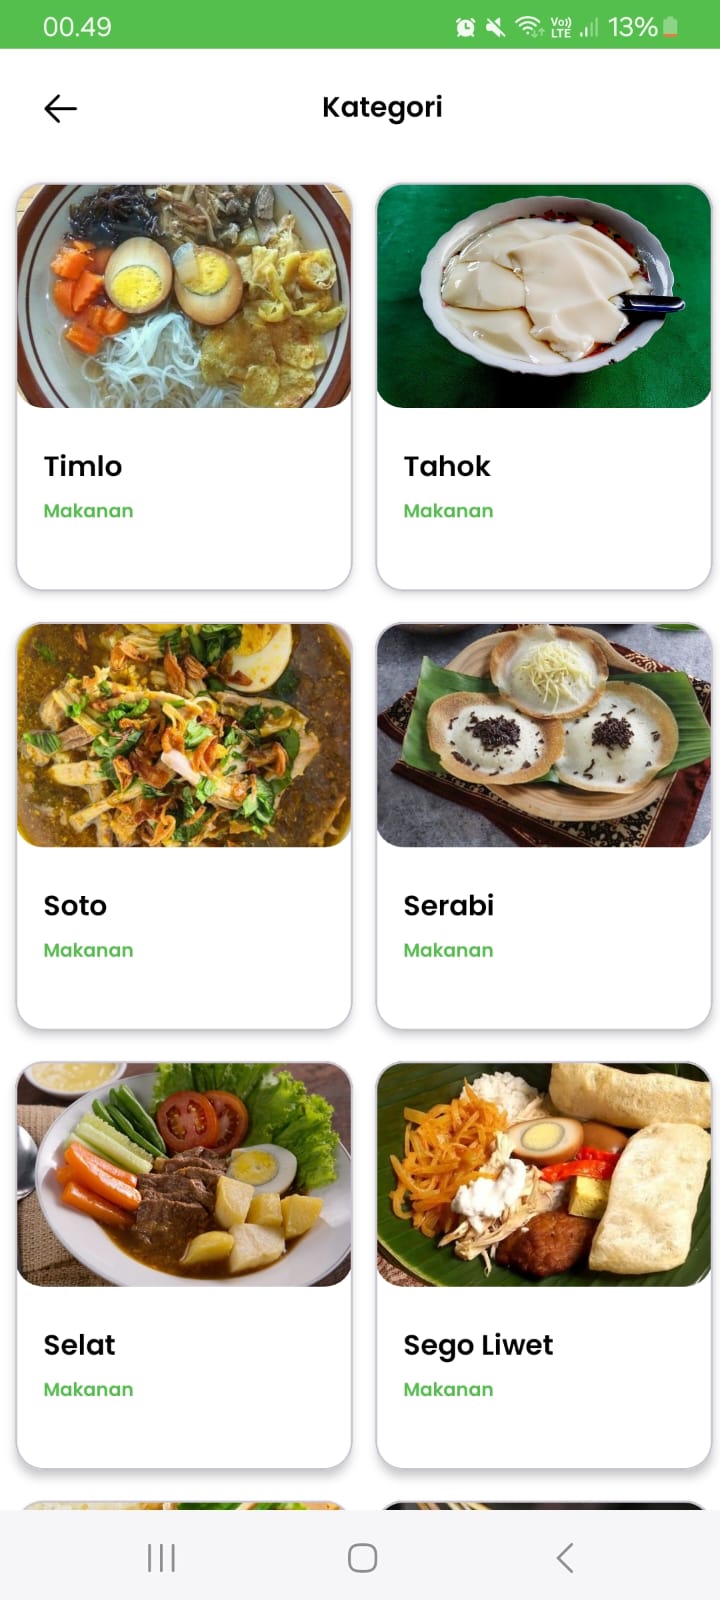 00.49
Vo))
LTE
13%
Kategori
Timlo
Makanan
Tahok
Makanan
Soto
Makanan
Serabi
Makanan
Selat
Makanan
Sego Liwet
Makanan